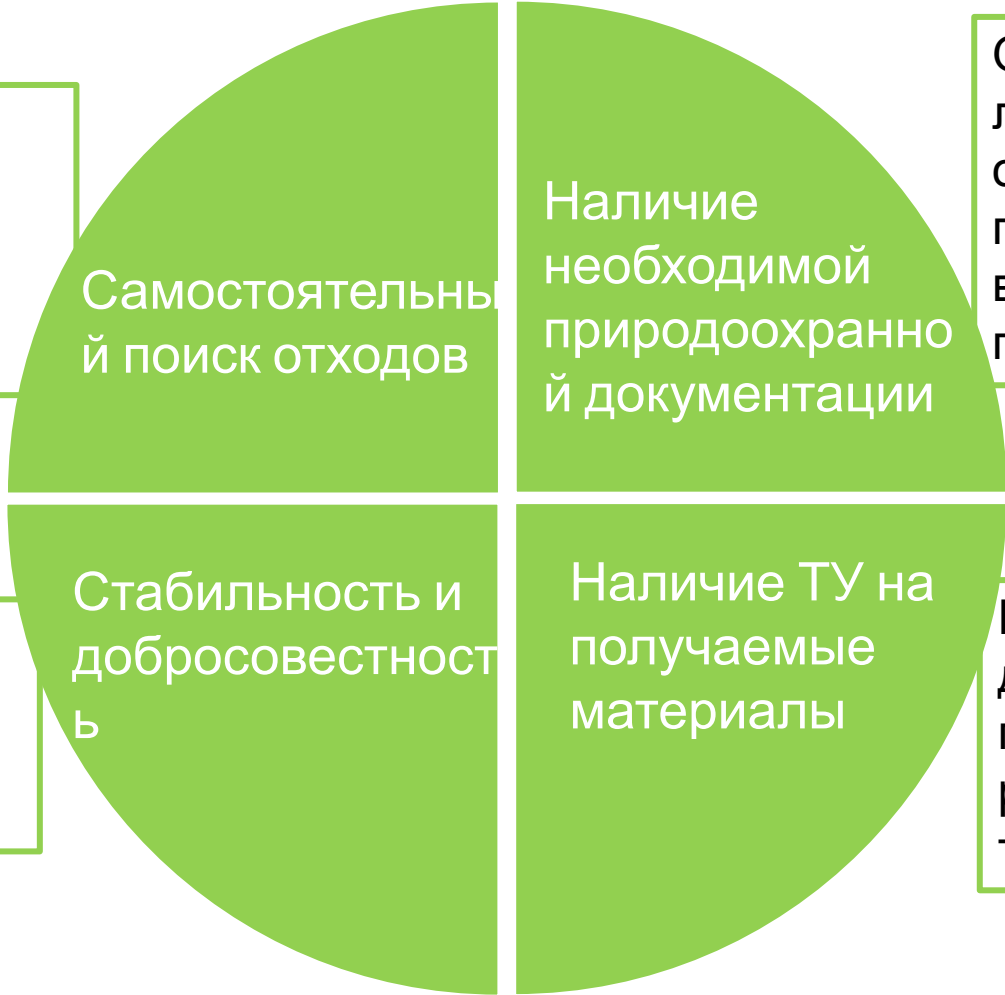 Самостоятельны
й поиск отходов
Наличие
необходимой
природоохранно
й документации
Стабильность и
добросовестност
ь
Наличие ТУ на
получаемые
материалы